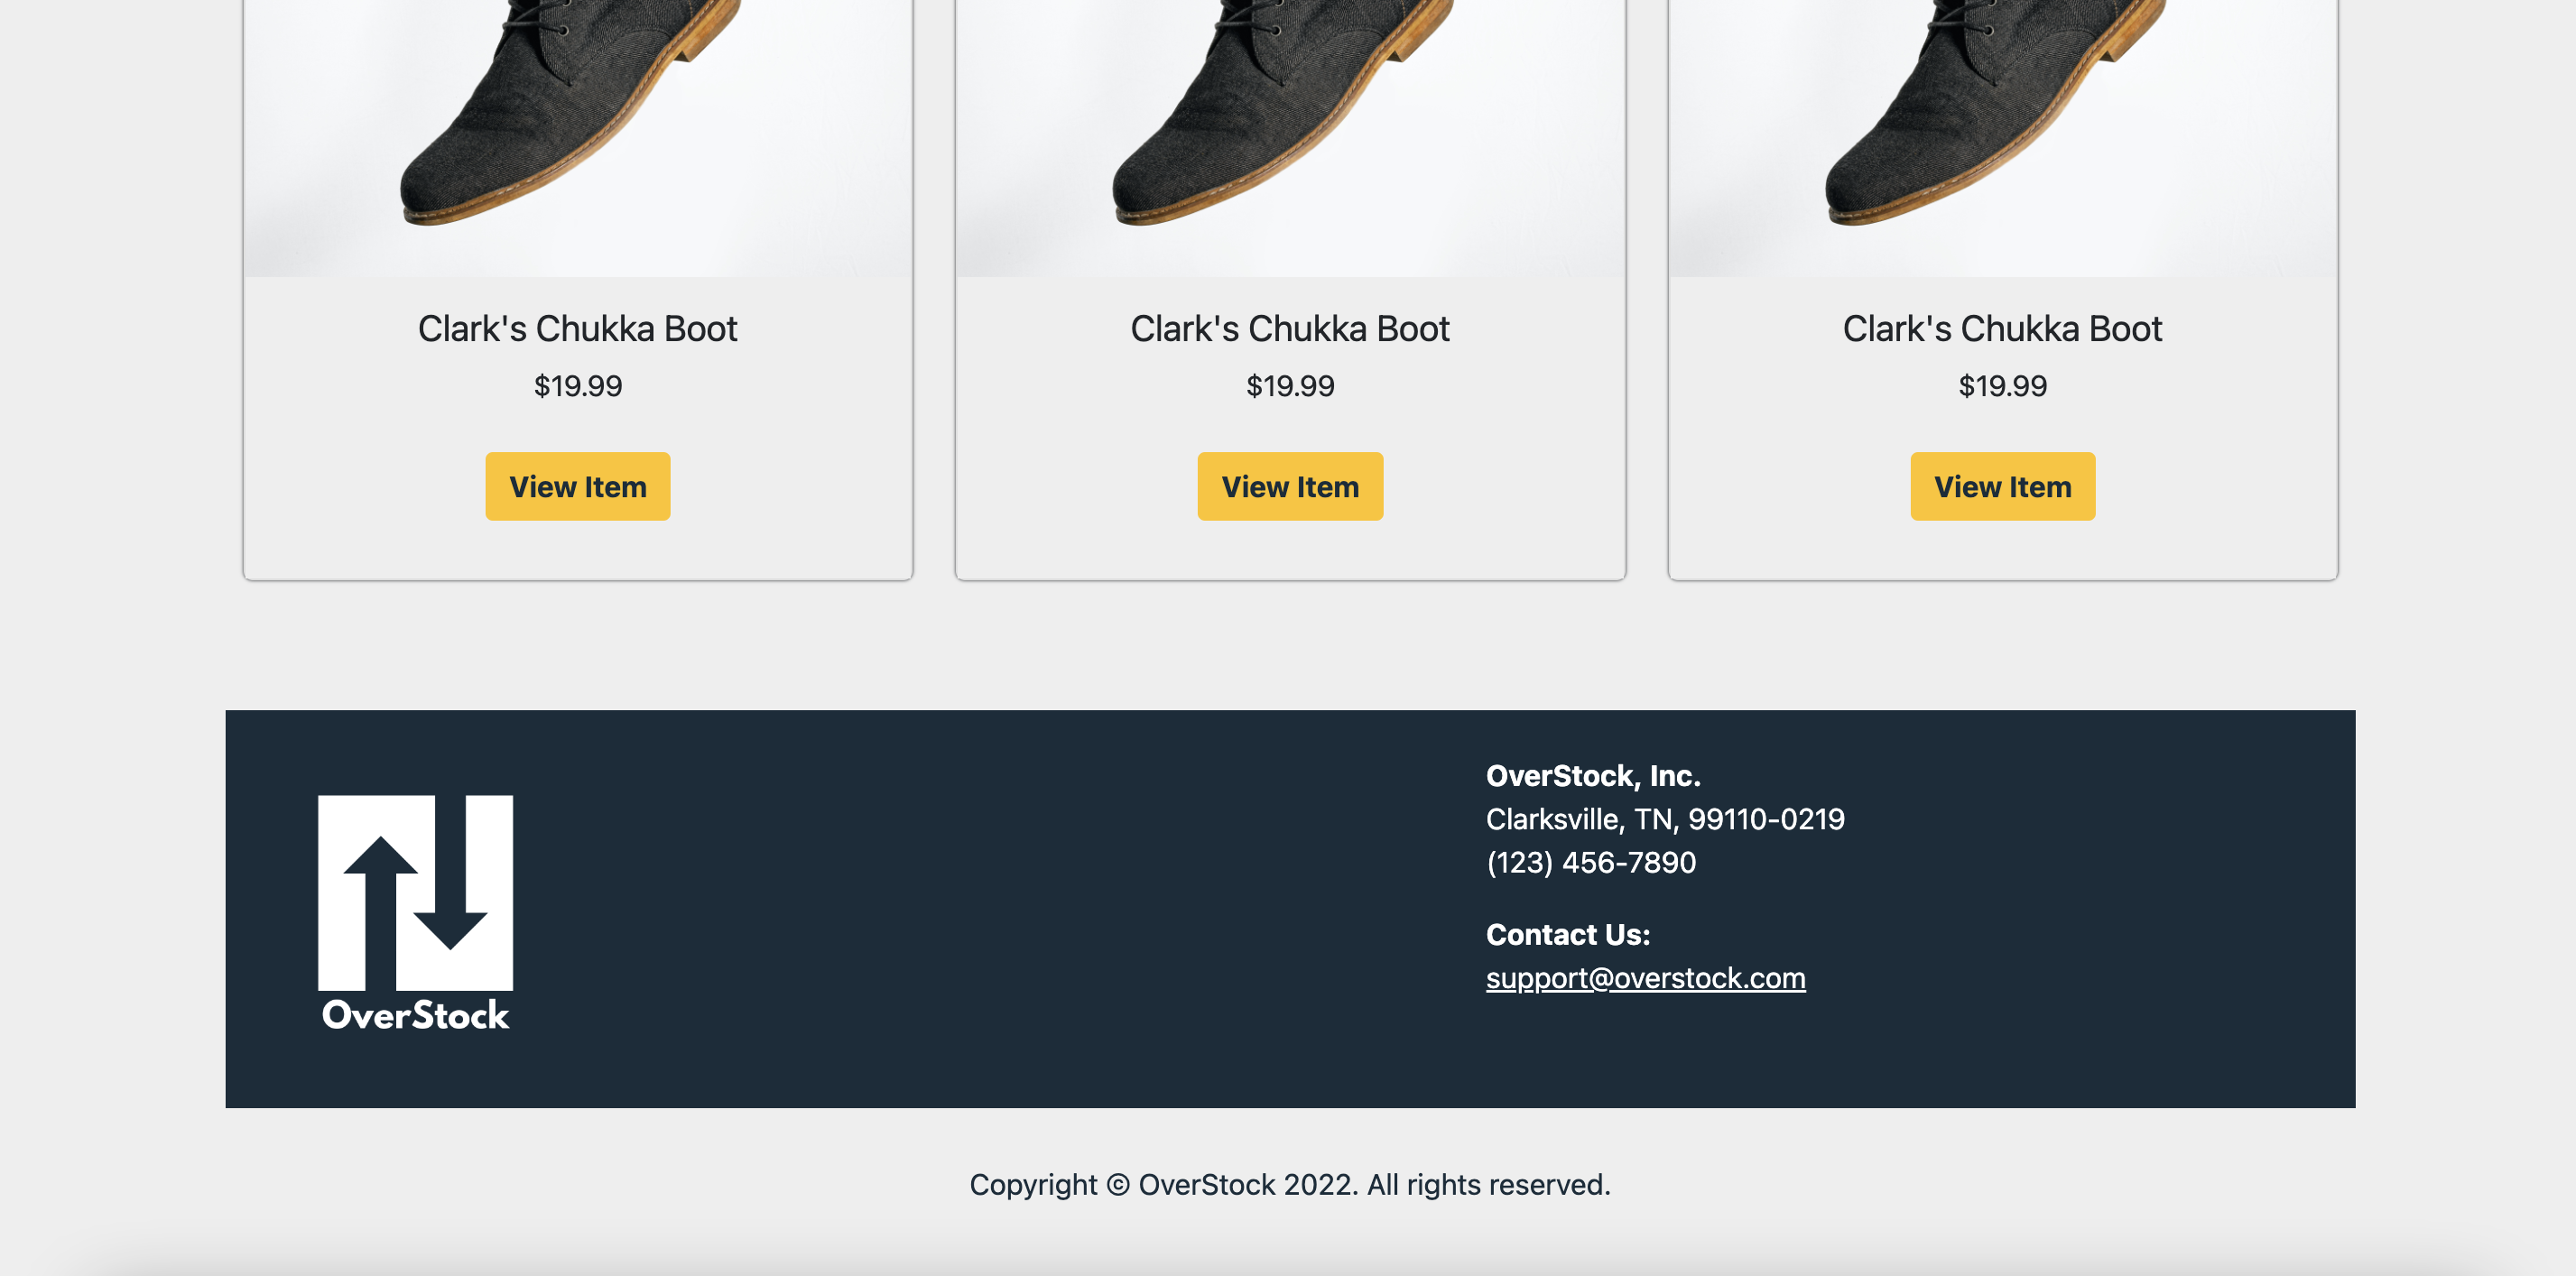 Clark's Chukka Boot
$19.99
View Item
Clark's Chukka Boot
$19.99
View Item
Clark's Chukka Boot
$19.99
View Item
OverStock
OverStock, Inc.
Clarksville, TN, 99110-0219
(123) 456-7890
Contact Us:
support@overstock.com
Copyright © OverStock 2022. All rights reserved.